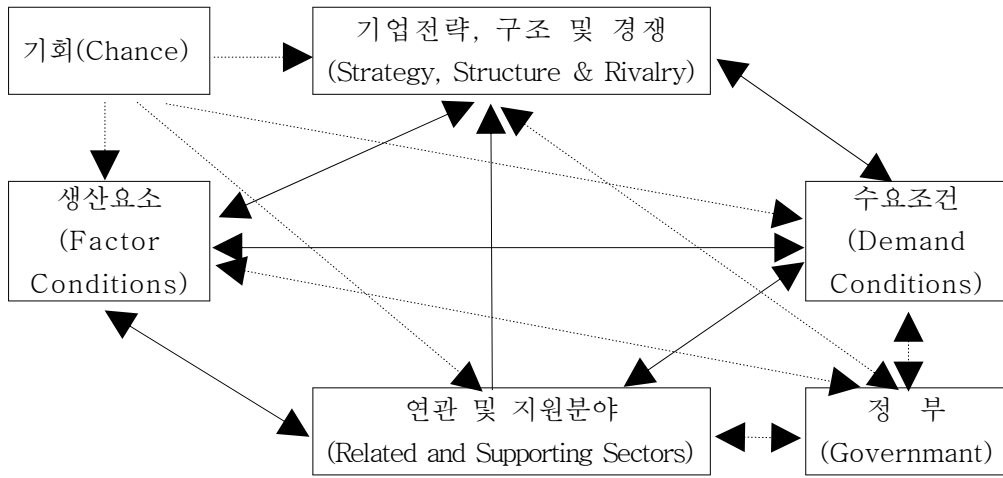 기회(Chance)
기업전략, 구조 및 경쟁
(Strategy, Structure & Rivalry)
생산요소
(Factor
Conditions)
수요조건
(Demand
Conditions)
연관 및 지원분야
(Related and Supporting Sectors)
정 부
(Governmant)